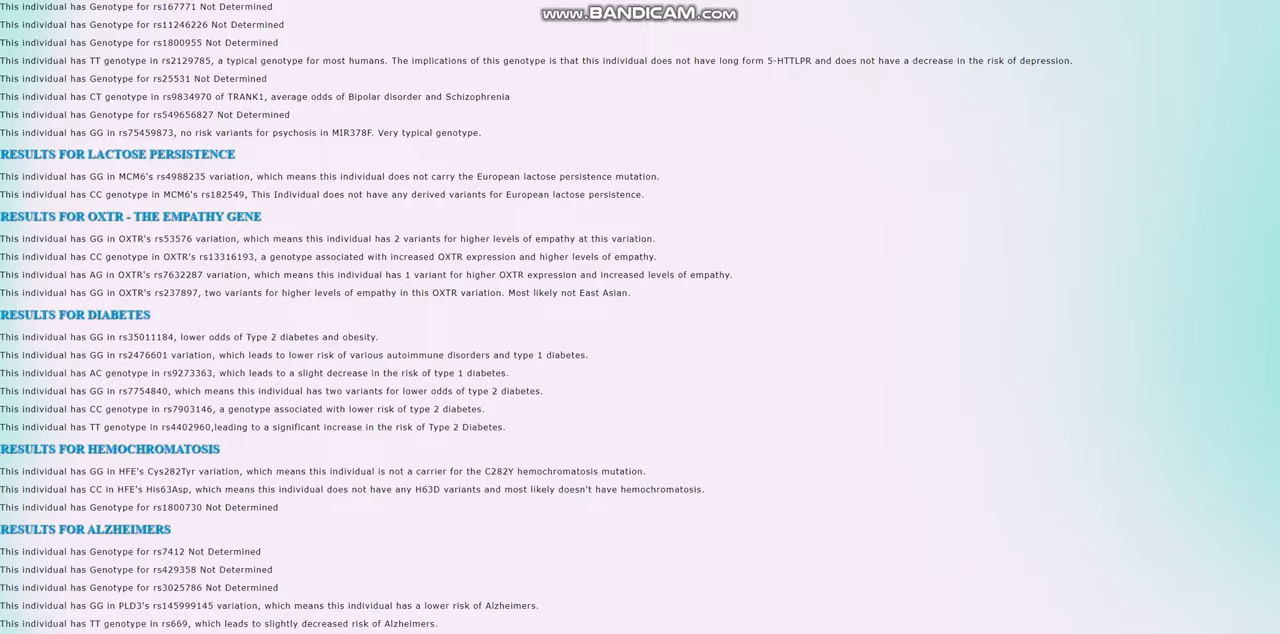 This individual has Genotype for rs167771 Not Determined
www.BANDICAM.com
This individual has Genotype for rs11246226 Not Determined
This individual has Genotype for rs1800955 Not Determined
This individual has TT genotype in rs2129785, a typical genotype for most humans. The implications of this genotype is that this individual does not have long form 5-HTTLPR and does not have a decrease in the risk of depression.
This individual has Genotype for rs25531 Not Determined
This individual has CT genotype in rs9834970 of TRANK1, average odds of Bipolar disorder and Schizophrenia
This individual has Genotype for rs549656827 Not Determined
This individual has GG in rs75459873, no risk variants for psychosis in MIR378F. Very typical genotype.
RESULTS FOR LACTOSE PERSISTENCE
This individual has GG in MCM6's rs4988235 variation, which means this individual does not carry the European lactose persistence mutation.
This individual has CC genotype in MCM6's rs182549, This Individual does not have any derived variants for European lactose persistence.
RESULTS FOR OXTR - THE EMPATHY GENE
This individual has GG in OXTR's rs53576 variation, which means this individual has 2 variants for higher levels of empathy at this variation.
This individual has CC genotype in OXTR's rs13316193, a genotype associated with increased OXTR expression and higher levels of empathy.
This individual has AG in OXTR's rs7632287 variation, which means this individual has 1 variant for higher OXTR expression and increased levels of empathy.
This individual has GG in OXTR's rs237897, two variants for higher levels of empathy in this OXTR variation. Most likely not East Asian.
RESULTS FOR DIABETES
This individual has GG in rs35011184, lower odds of Type 2 diabetes and obesity.
This individual has GG in rs2476601 variation, which leads to lower risk of various autoimmune disorders and type 1 diabetes.
This individual has AC genotype in rs9273363, which leads to a slight decrease in the risk of type 1 diabetes.
This individual has GG in rs7754840, which means this individual has two variants for lower odds of type 2 diabetes.
This individual has CC genotype in rs7903146, a genotype associated with lower risk of type 2 diabetes.
This individual has TT genotype in rs4402960,leading to a significant increase in the risk of Type 2 Diabetes.
RESULTS FOR HEMOCHROMATOSIS
This individual has GG in HFE's Cys282Tyr variation, which means this individual is not a carrier for the C282Y hemochromatosis mutation.
This individual has CC in HFE's His63Asp, which means this individual does not have any H63D variants and most likely doesn't have hemochromatosis.
This individual has Genotype for rs1800730 Not Determined
RESULTS FOR ALZHEIMERS
This individual has Genotype for rs7412 Not Determined
This individual has Genotype for rs429358 Not Determined
This individual has Genotype for rs3025786 Not Determined
This individual has GG in PLD3's rs145999145 variation, which means this individual has a lower risk of Alzheimers.
This individual has TT genotype in rs669, which leads to slightly decreased risk of Alzheimers.